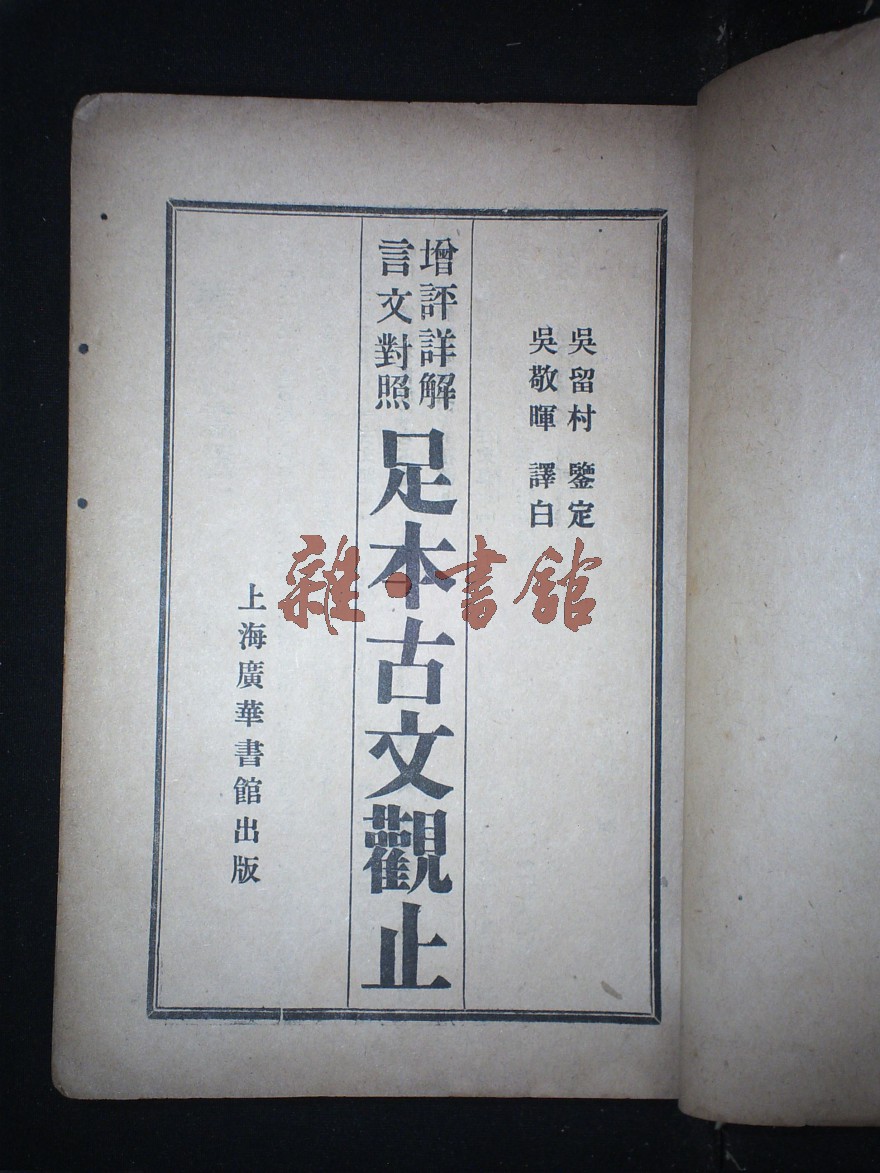 吳留村 鑒定
吳敬暉 譯白
增評詳解
言文對照
足本古文觀止
上海廣華書館出版
雜·書館